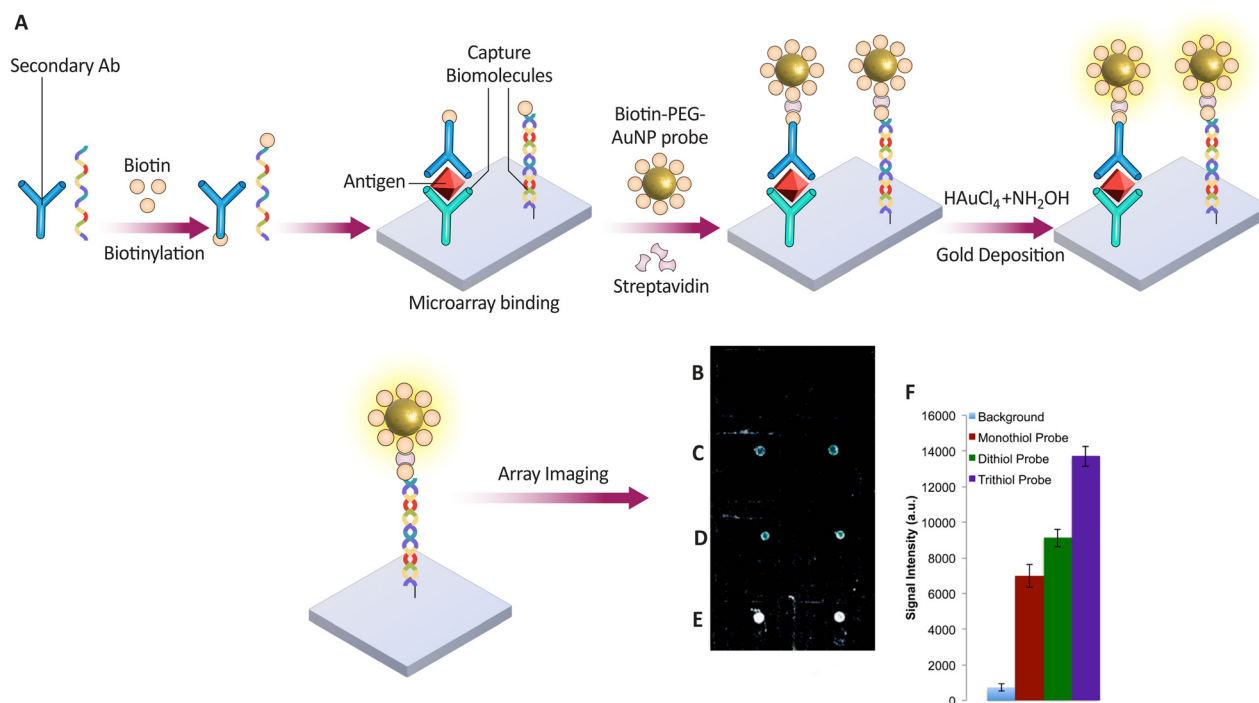 A
Secondary Ab
Biotin
Biotinylation
Capture
Biomolecules
Antigen
Microarray binding
Biotin-PEG-
AuNP probe
Streptavidin
HAuCl₄+NH₂OH
Gold Deposition
Array Imaging
B
C
D
E
F
16000
14000
12000
10000
8000
6000
4000
2000
0
Signal Intensity (a.u.)
Background
Monothiol Probe
Dithiol Probe
Trithiol Probe